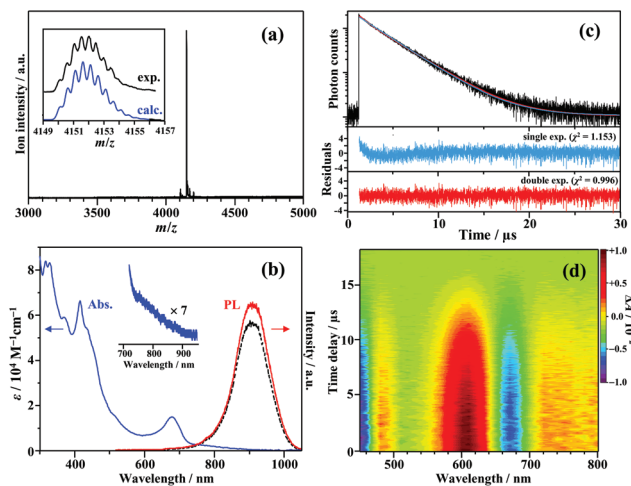 (a)
exp.
calc.
4149 4151 4153 4155 4157
m/z
Ion intensity / a.u.
3000 3500 4000 4500 5000
m/z
(c)
Photon counts
single exp. (χ² = 1.153)
4
0
-4
double exp. (χ² = 0.996)
4
0
-4
Residuals
0 10 20 30
Time / μs
(b)
8
6
4
2
0
ε / 10⁴ M⁻¹cm⁻¹
Abs.
× 7
PL
700 800 900
Wavelength / nm
Intensity / a.u.
400 600 800 1000
Wavelength / nm
(d)
15
10
5
0
Time delay / μs
500 600 700 800
Wavelength / nm
+1.0
+0.5
0.0
-0.5
-1.0